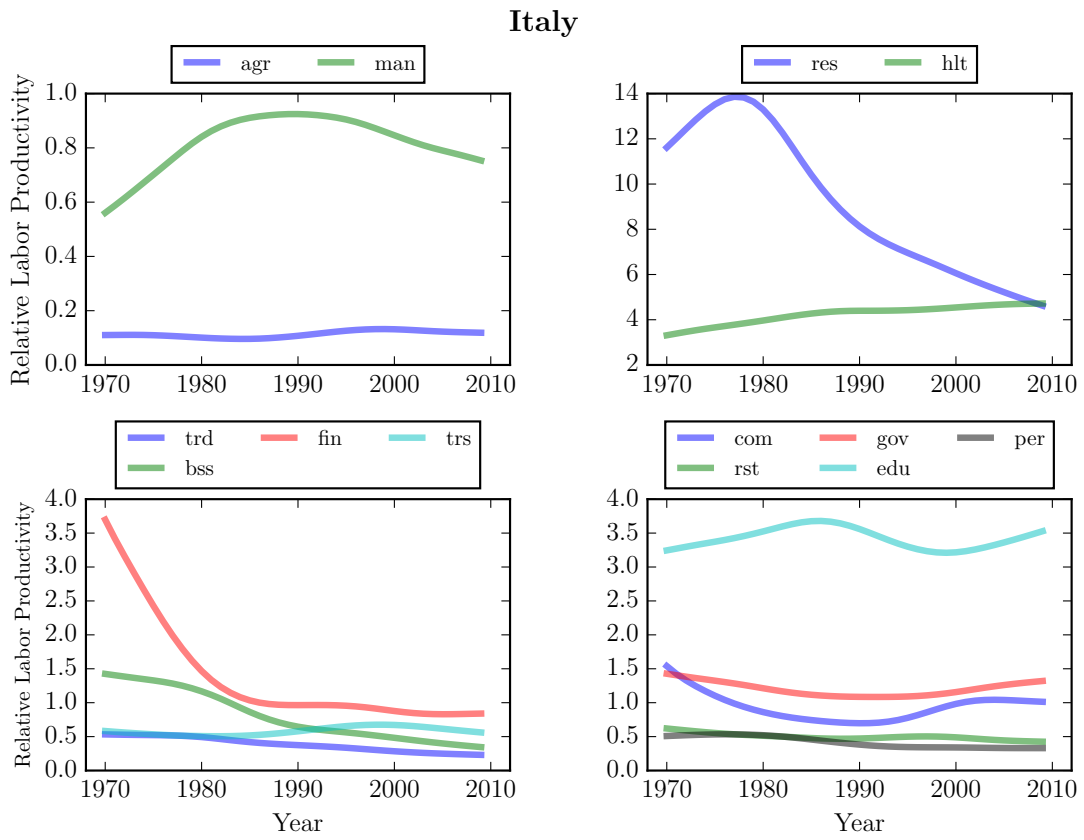 Italy
agr man
Relative Labor Productivity
1.0
0.8
0.6
0.4
0.2
0.0
1970 1980 1990 2000 2010
res hlt
14
12
10
8
6
4
2
1970 1980 1990 2000 2010
trd fin trs
bss
Relative Labor Productivity
4.0
3.5
3.0
2.5
2.0
1.5
1.0
0.5
0.0
1970 1980 1990 2000 2010
Year
com gov per
rst edu
4.0
3.5
3.0
2.5
2.0
1.5
1.0
0.5
0.0
1970 1980 1990 2000 2010
Year